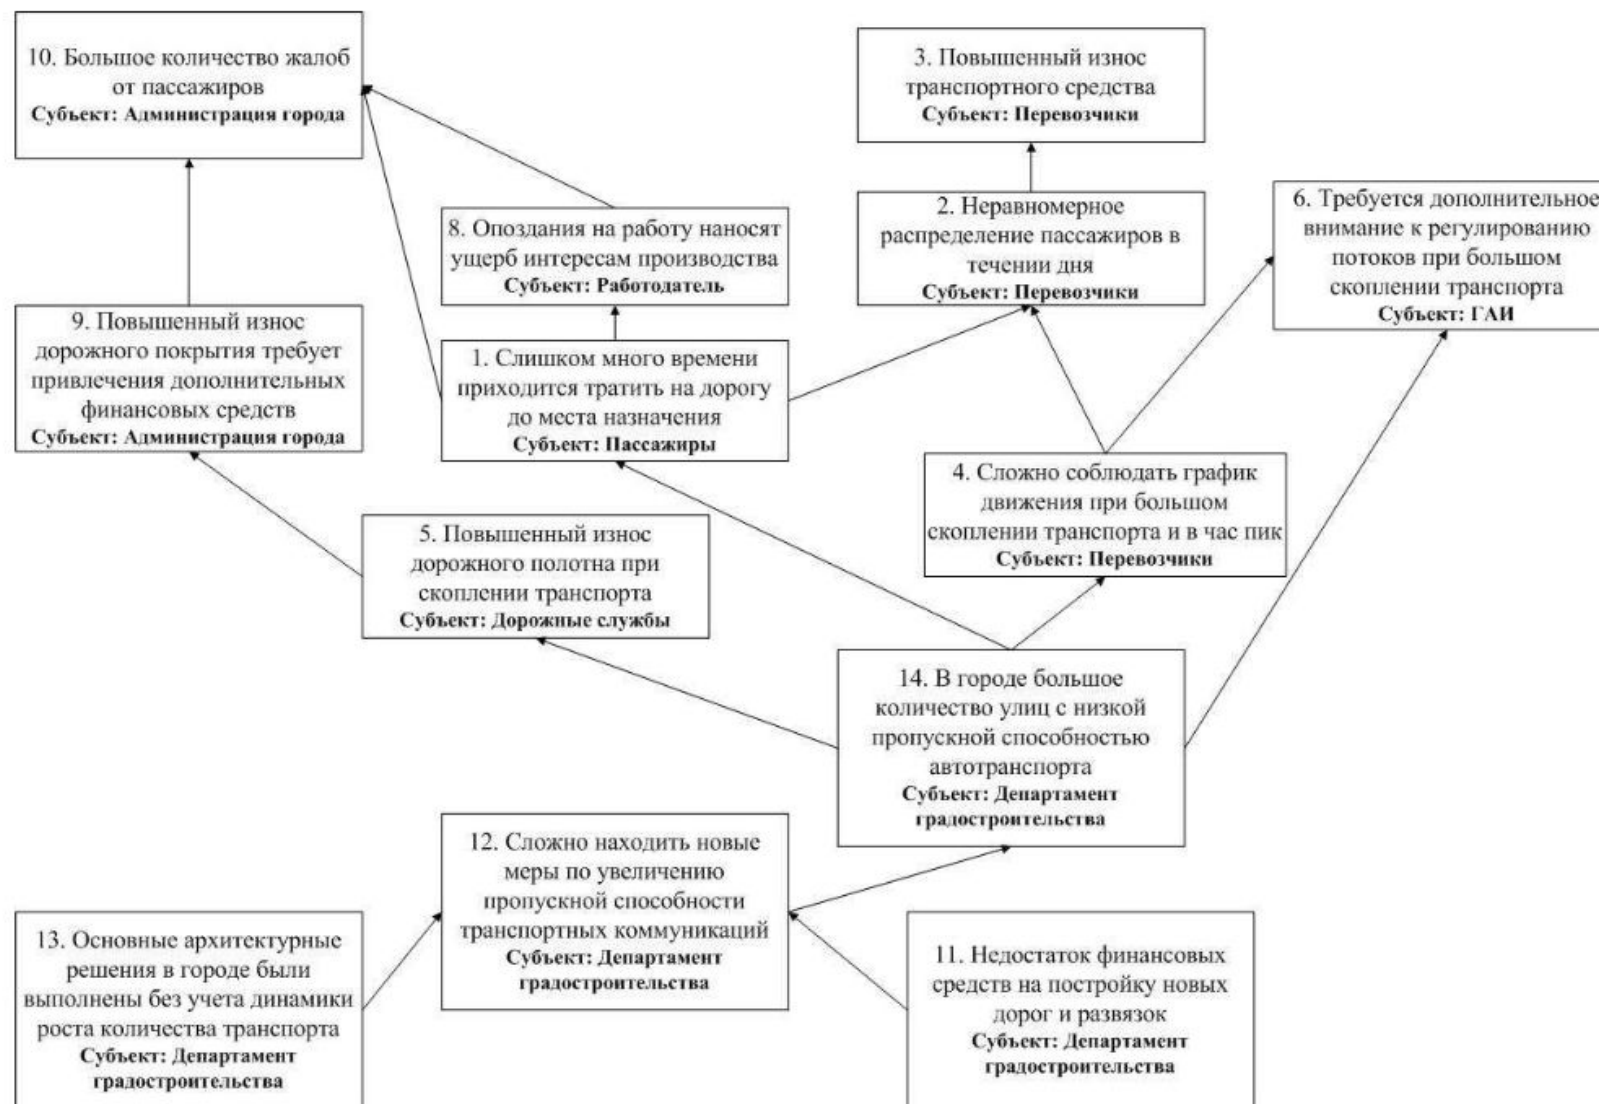 10. Большое количество жалоб
от пассажиров
Субъект: Администрация города
3. Повышенный износ
транспортного средства
Субъект: Перевозчики
8. Опоздания на работу наносят
ущерб интересам производства
Субъект: Работодатель
2. Неравномерное
распределение пассажиров в
течении дня
Субъект: Перевозчики
6. Требуется дополнительное
внимание к регулированию
потоков при большом
скоплении транспорта
Субъект: ГАИ
9. Повышенный износ
дорожного покрытия требует
привлечения дополнительных
финансовых средств
Субъект: Администрация города
1. Слишком много времени
приходится тратить на дорогу
до места назначения
Субъект: Пассажиры
4. Сложно соблюдать график
движения при большом
скоплении транспорта и в час пик
Субъект: Перевозчики
5. Повышенный износ
дорожного полотна при
скоплении транспорта
Субъект: Дорожные службы
14. В городе большое
количество улиц с низкой
пропускной способностью
автотранспорта
Субъект: Департамент
градостроительства
12. Сложно находить новые
меры по увеличению
пропускной способности
транспортных коммуникаций
Субъект: Департамент
градостроительства
13. Основные архитектурные
решения в городе были
выполнены без учета динамики
роста количества транспорта
Субъект: Департамент
градостроительства
11. Недостаток финансовых
средств на постройку новых
дорог и развязок
Субъект: Департамент
градостроительства